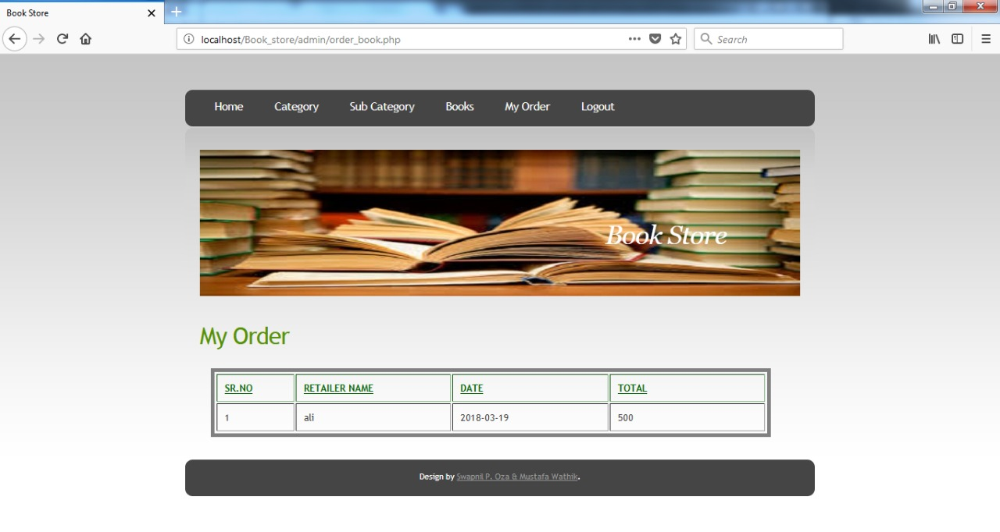 Book Store
localhost/Book_store/admin/order_book.php
Search
Home Category Sub Category Books My Order Logout
Book Store
My Order
SR.NO RETAILER NAME DATE TOTAL
1 ali 2018-03-19 500
Design by Swapnil P. Oza & Mustafa Wathik.